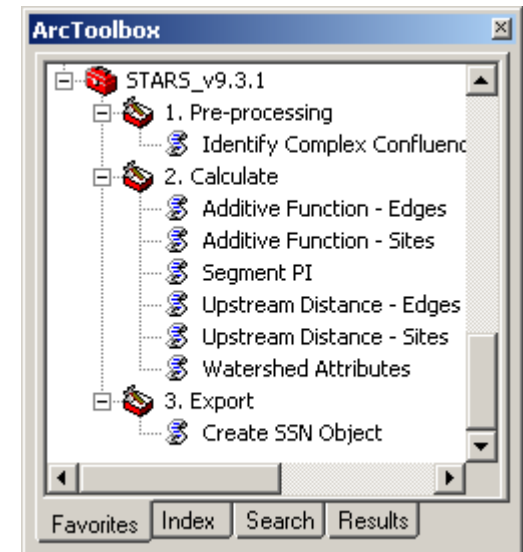 ArcToolbox
STARS_v9.3.1
1. Pre-processing
Identify Complex Confluenc
2. Calculate
Additive Function - Edges
Additive Function - Sites
Segment PI
Upstream Distance - Edges
Upstream Distance - Sites
Watershed Attributes
3. Export
Create SSN Object
Favorites Index Search Results